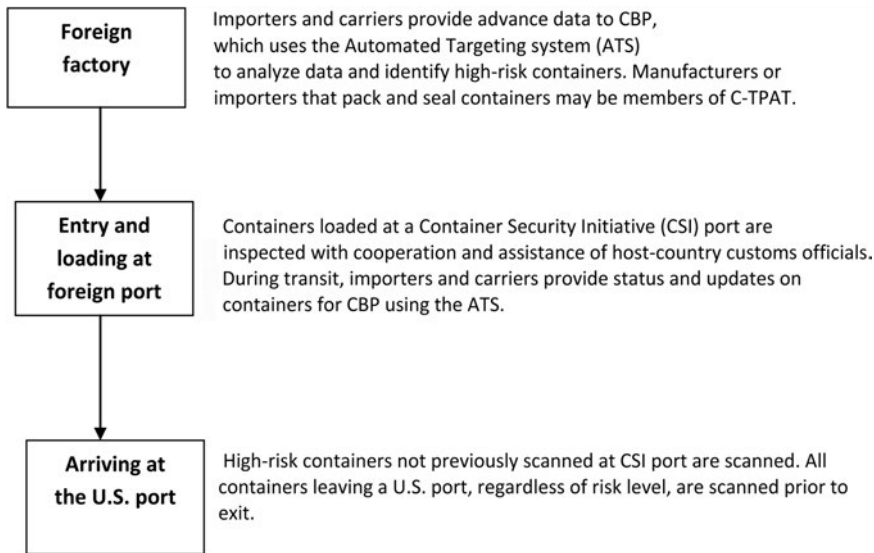 Foreign
factory
Importers and carriers provide advance data to CBP,
which uses the Automated Targeting system (ATS)
to analyze data and identify high-risk containers. Manufacturers or
importers that pack and seal containers may be members of C-TPAT.
Entry and
loading at
foreign port
Containers loaded at a Container Security Initiative (CSI) port are
inspected with cooperation and assistance of host-country customs officials.
During transit, importers and carriers provide status and updates on
containers for CBP using the ATS.
Arriving at
the U.S. port
High-risk containers not previously scanned at CSI port are scanned. All
containers leaving a U.S. port, regardless of risk level, are scanned prior to
exit.